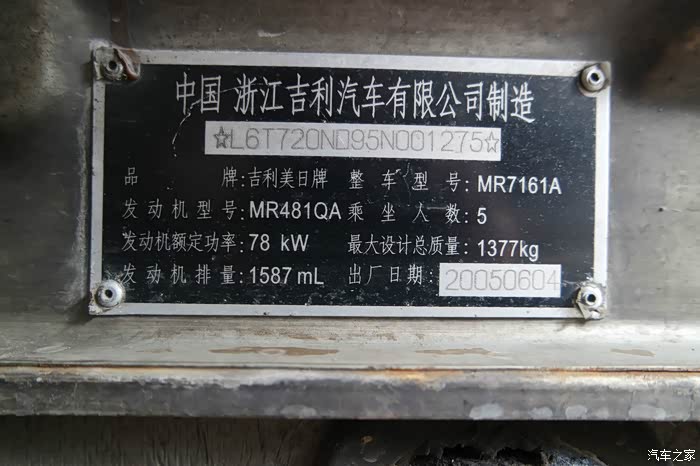 中国 浙江吉利汽车有限公司制造
☆L6T720ND95N001275☆
品 牌:吉利美日牌 整车型号:MR7161A
发动机型号:MR481QA 乘坐人数:5
发动机额定功率:78 kW 最大设计总质量:1377kg
发动机排量:1587 mL 出厂日期:20050604
汽车之家